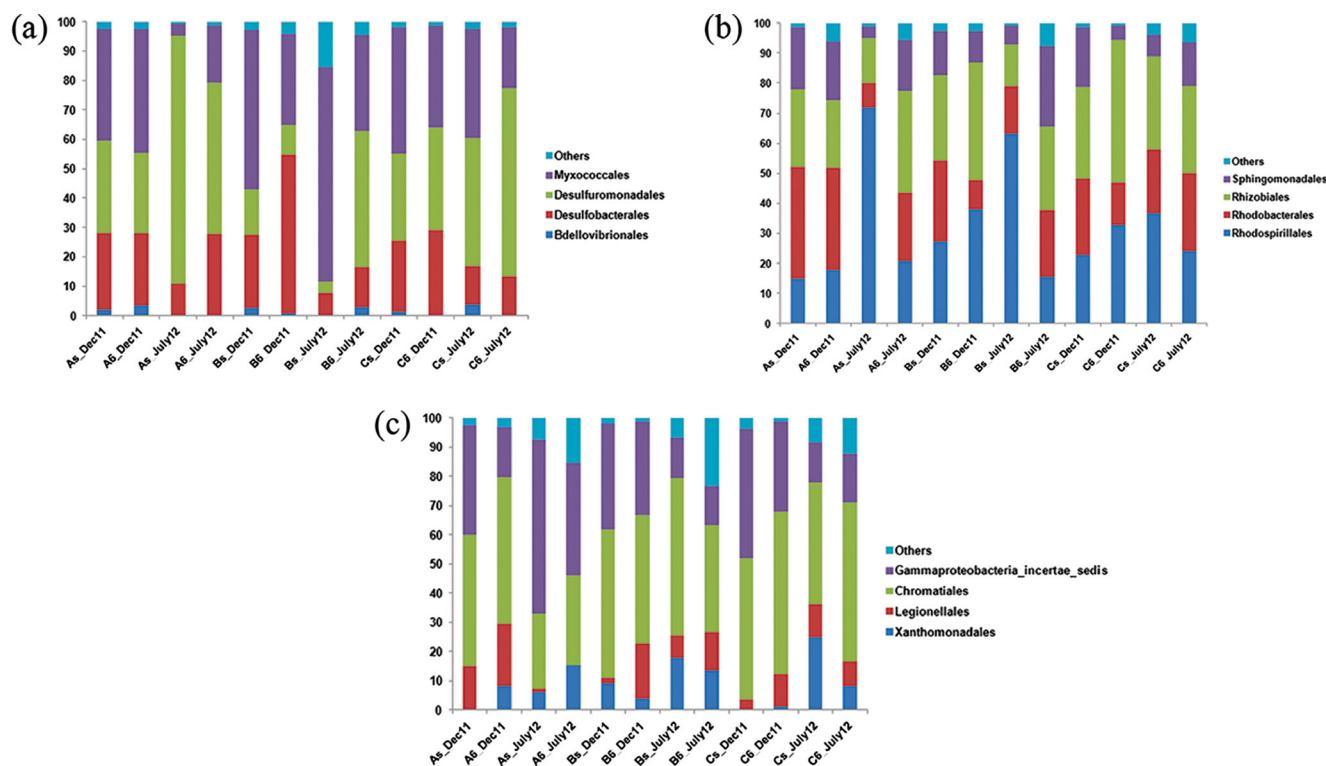 (a)
100
90
80
70
60
50
40
30
20
10
0
Others
Myxococcales
Desulfuromonadales
Desulfobacterales
Bdellovibrionales
As_Dec11
A6_Dec11
As_July12
A6_July12
Bs_Dec11
B6_Dec11
Bs_July12
B6_July12
Cs_Dec11
C6_Dec11
Cs_July12
C6_July12
(b)
100
90
80
70
60
50
40
30
20
10
0
Others
Sphingomonadales
Rhizobiales
Rhodobacterales
Rhodospirillales
As_Dec11
A6_Dec11
As_July12
A6_July12
Bs_Dec11
B6_Dec11
Bs_July12
B6_July12
Cs_Dec11
C6_Dec11
Cs_July12
C6_July12
(c)
100
90
80
70
60
50
40
30
20
10
0
Others
Gammaproteobacteria_incertae_sedis
Chromatiales
Legionellales
Xanthomonadales
As_Dec11
A6_Dec11
As_July12
A6_July12
Bs_Dec11
B6_Dec11
Bs_July12
B6_July12
Cs_Dec11
C6_Dec11
Cs_July12
C6_July12